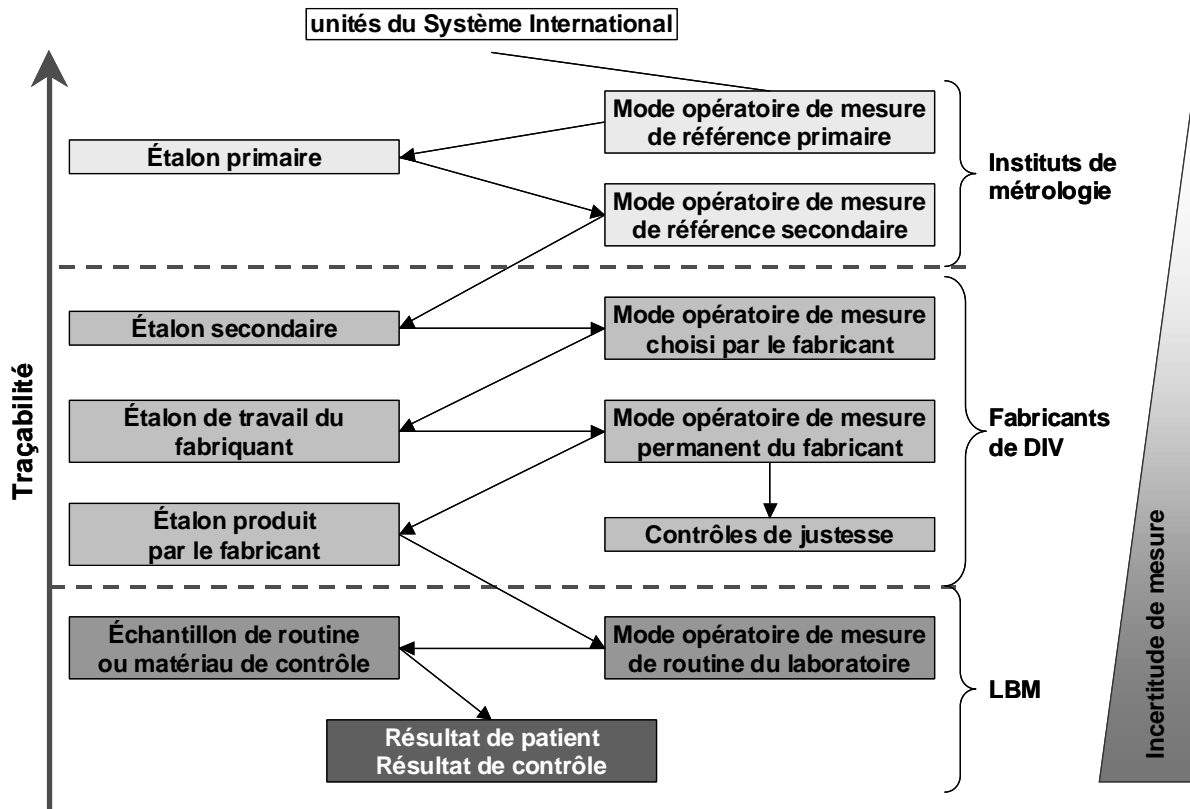 unités du Système International
Mode opératoire de mesure
de référence primaire
Étalon primaire
Instituts de
métrologie
Mode opératoire de mesure
de référence secondaire
Étalon secondaire
Mode opératoire de mesure
choisi par le fabricant
Étalon de travail du
fabriquant
Mode opératoire de mesure
permanent du fabricant
Fabricants
de DIV
Étalon produit
par le fabricant
Contrôles de justesse
Échantillon de routine
ou matériau de contrôle
Mode opératoire de mesure
de routine du laboratoire
LBM
Résultat de patient
Résultat de contrôle
Traçabilité
Incertitude de mesure